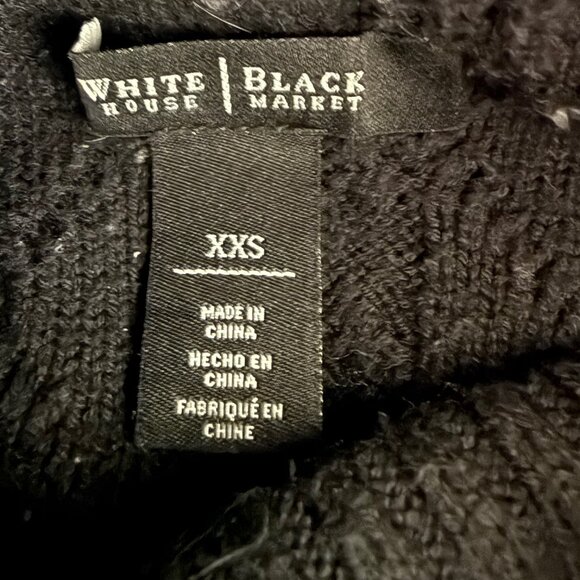 WHITE | BLACK
HOUSE | MARKET
XXS
MADE IN
CHINA
HECHO EN
CHINA
FABRIQUÉ EN
CHINE